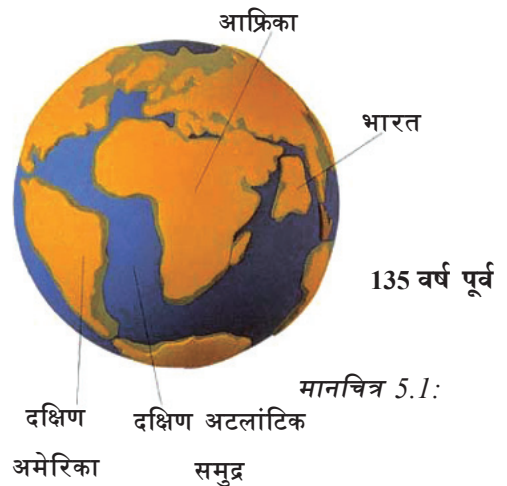 आफ्रिका
भारत
135 वर्ष पूर्व
मानचित्र 5.1:
दक्षिण
अमेरिका
दक्षिण अटलांटिक
समुद्र